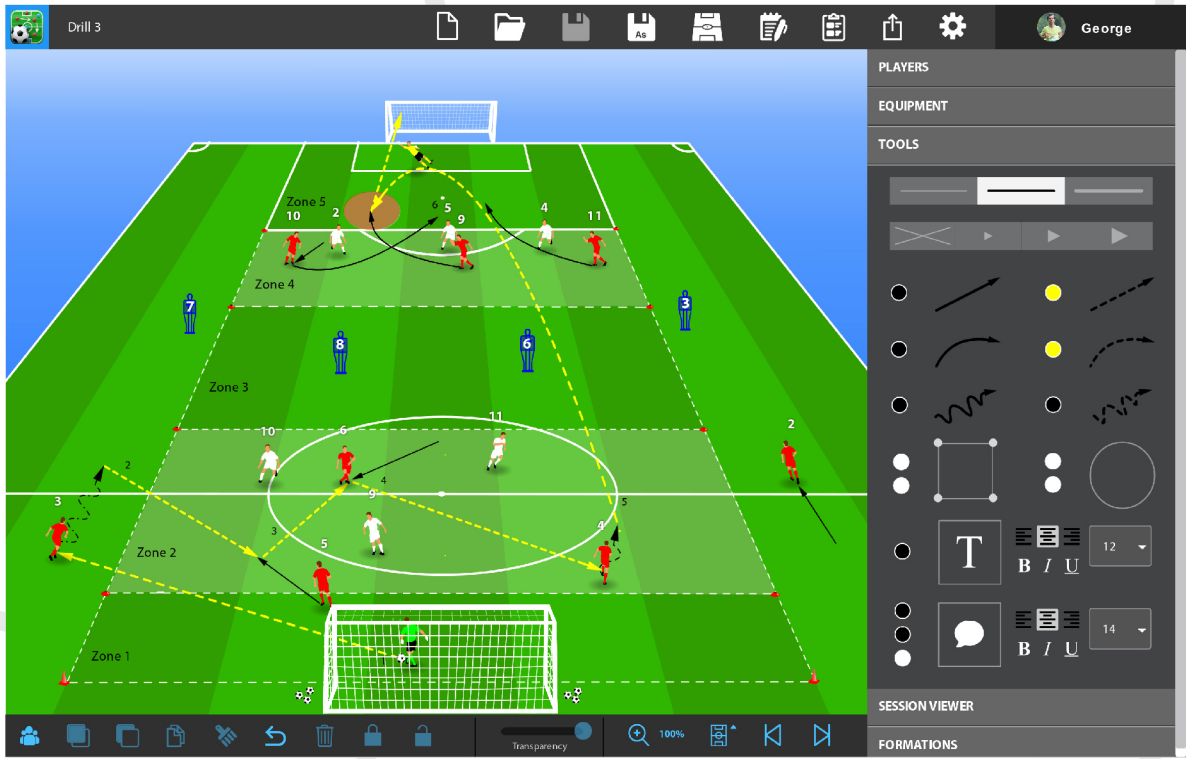 Drill 3
As
George
PLAYERS
EQUIPMENT
TOOLS
Zone 5
10
2
6
5
9
4
11
Zone 4
7
3
8
6
Zone 3
10
6
11
2
2
4
9
3
3
5
4
5
Zone 2
Zone 1
1
T
12
B I U
14
B I U
SESSION VIEWER
FORMATIONS
Transparency
100%